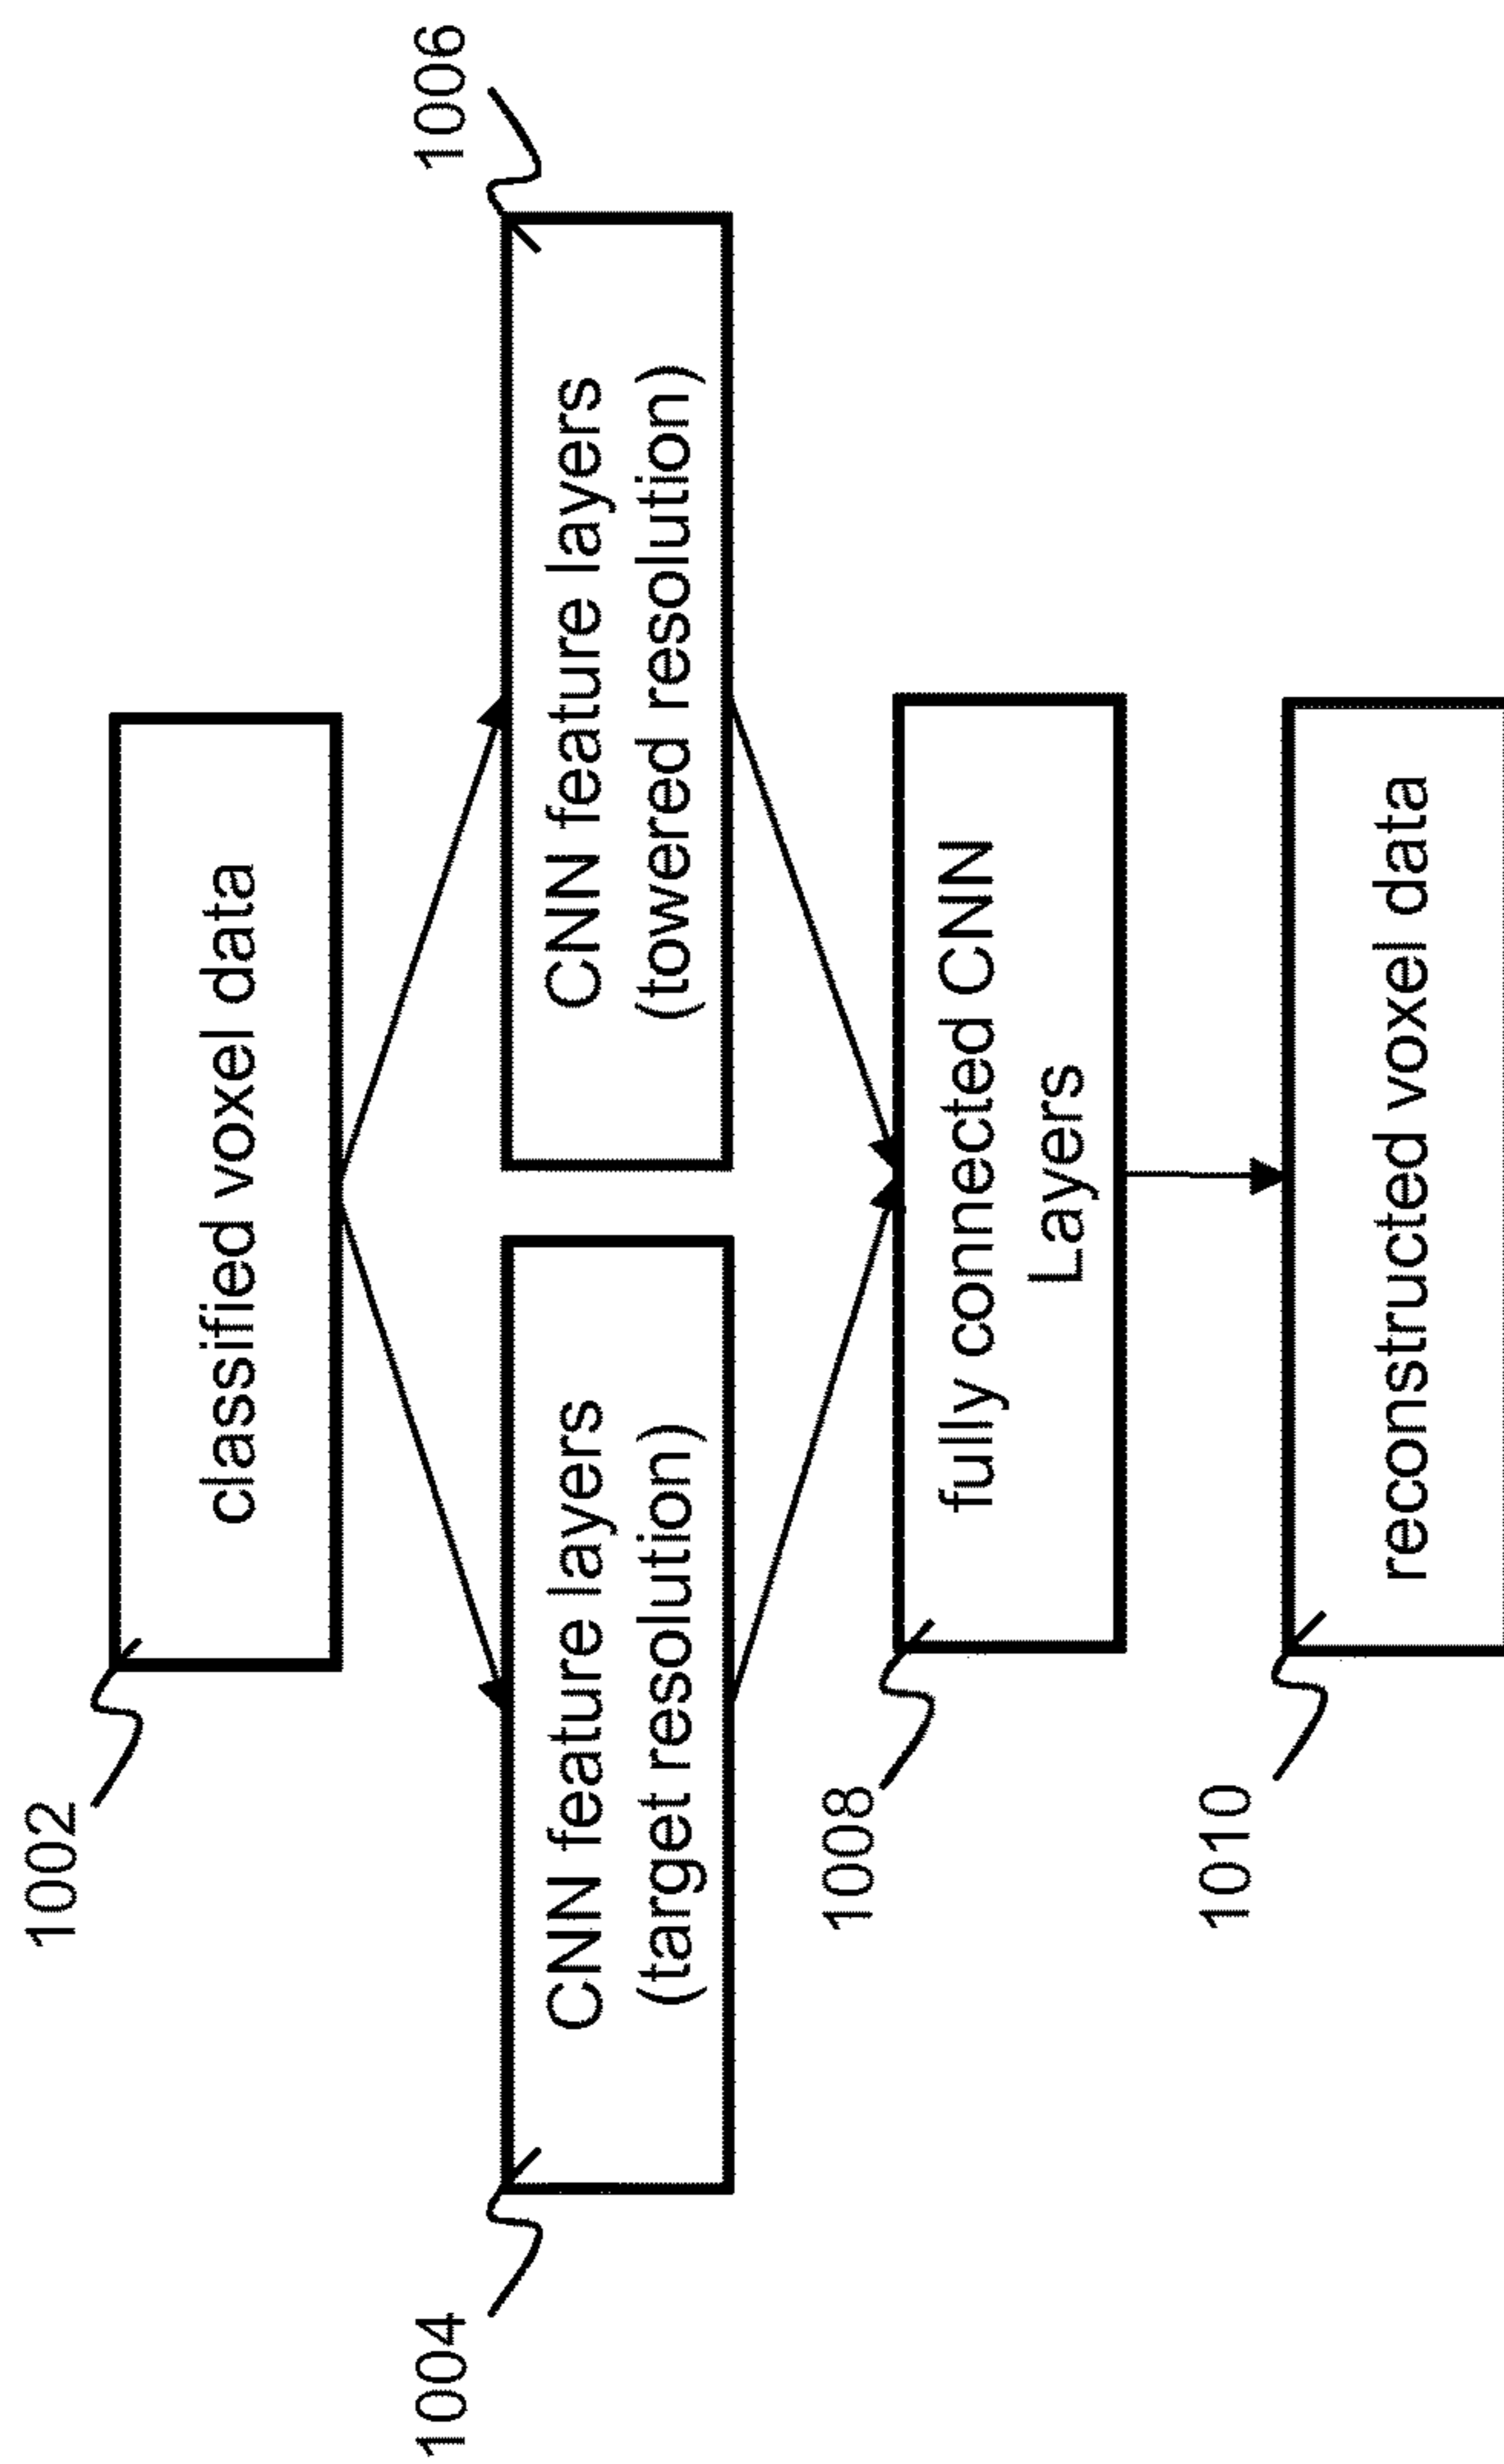 1002
classified voxel data
1004
CNN feature layers
(target resolution)
CNN feature layers
(towered resolution)
1006
1008
fully connected CNN
Layers
1010
reconstructed voxel data